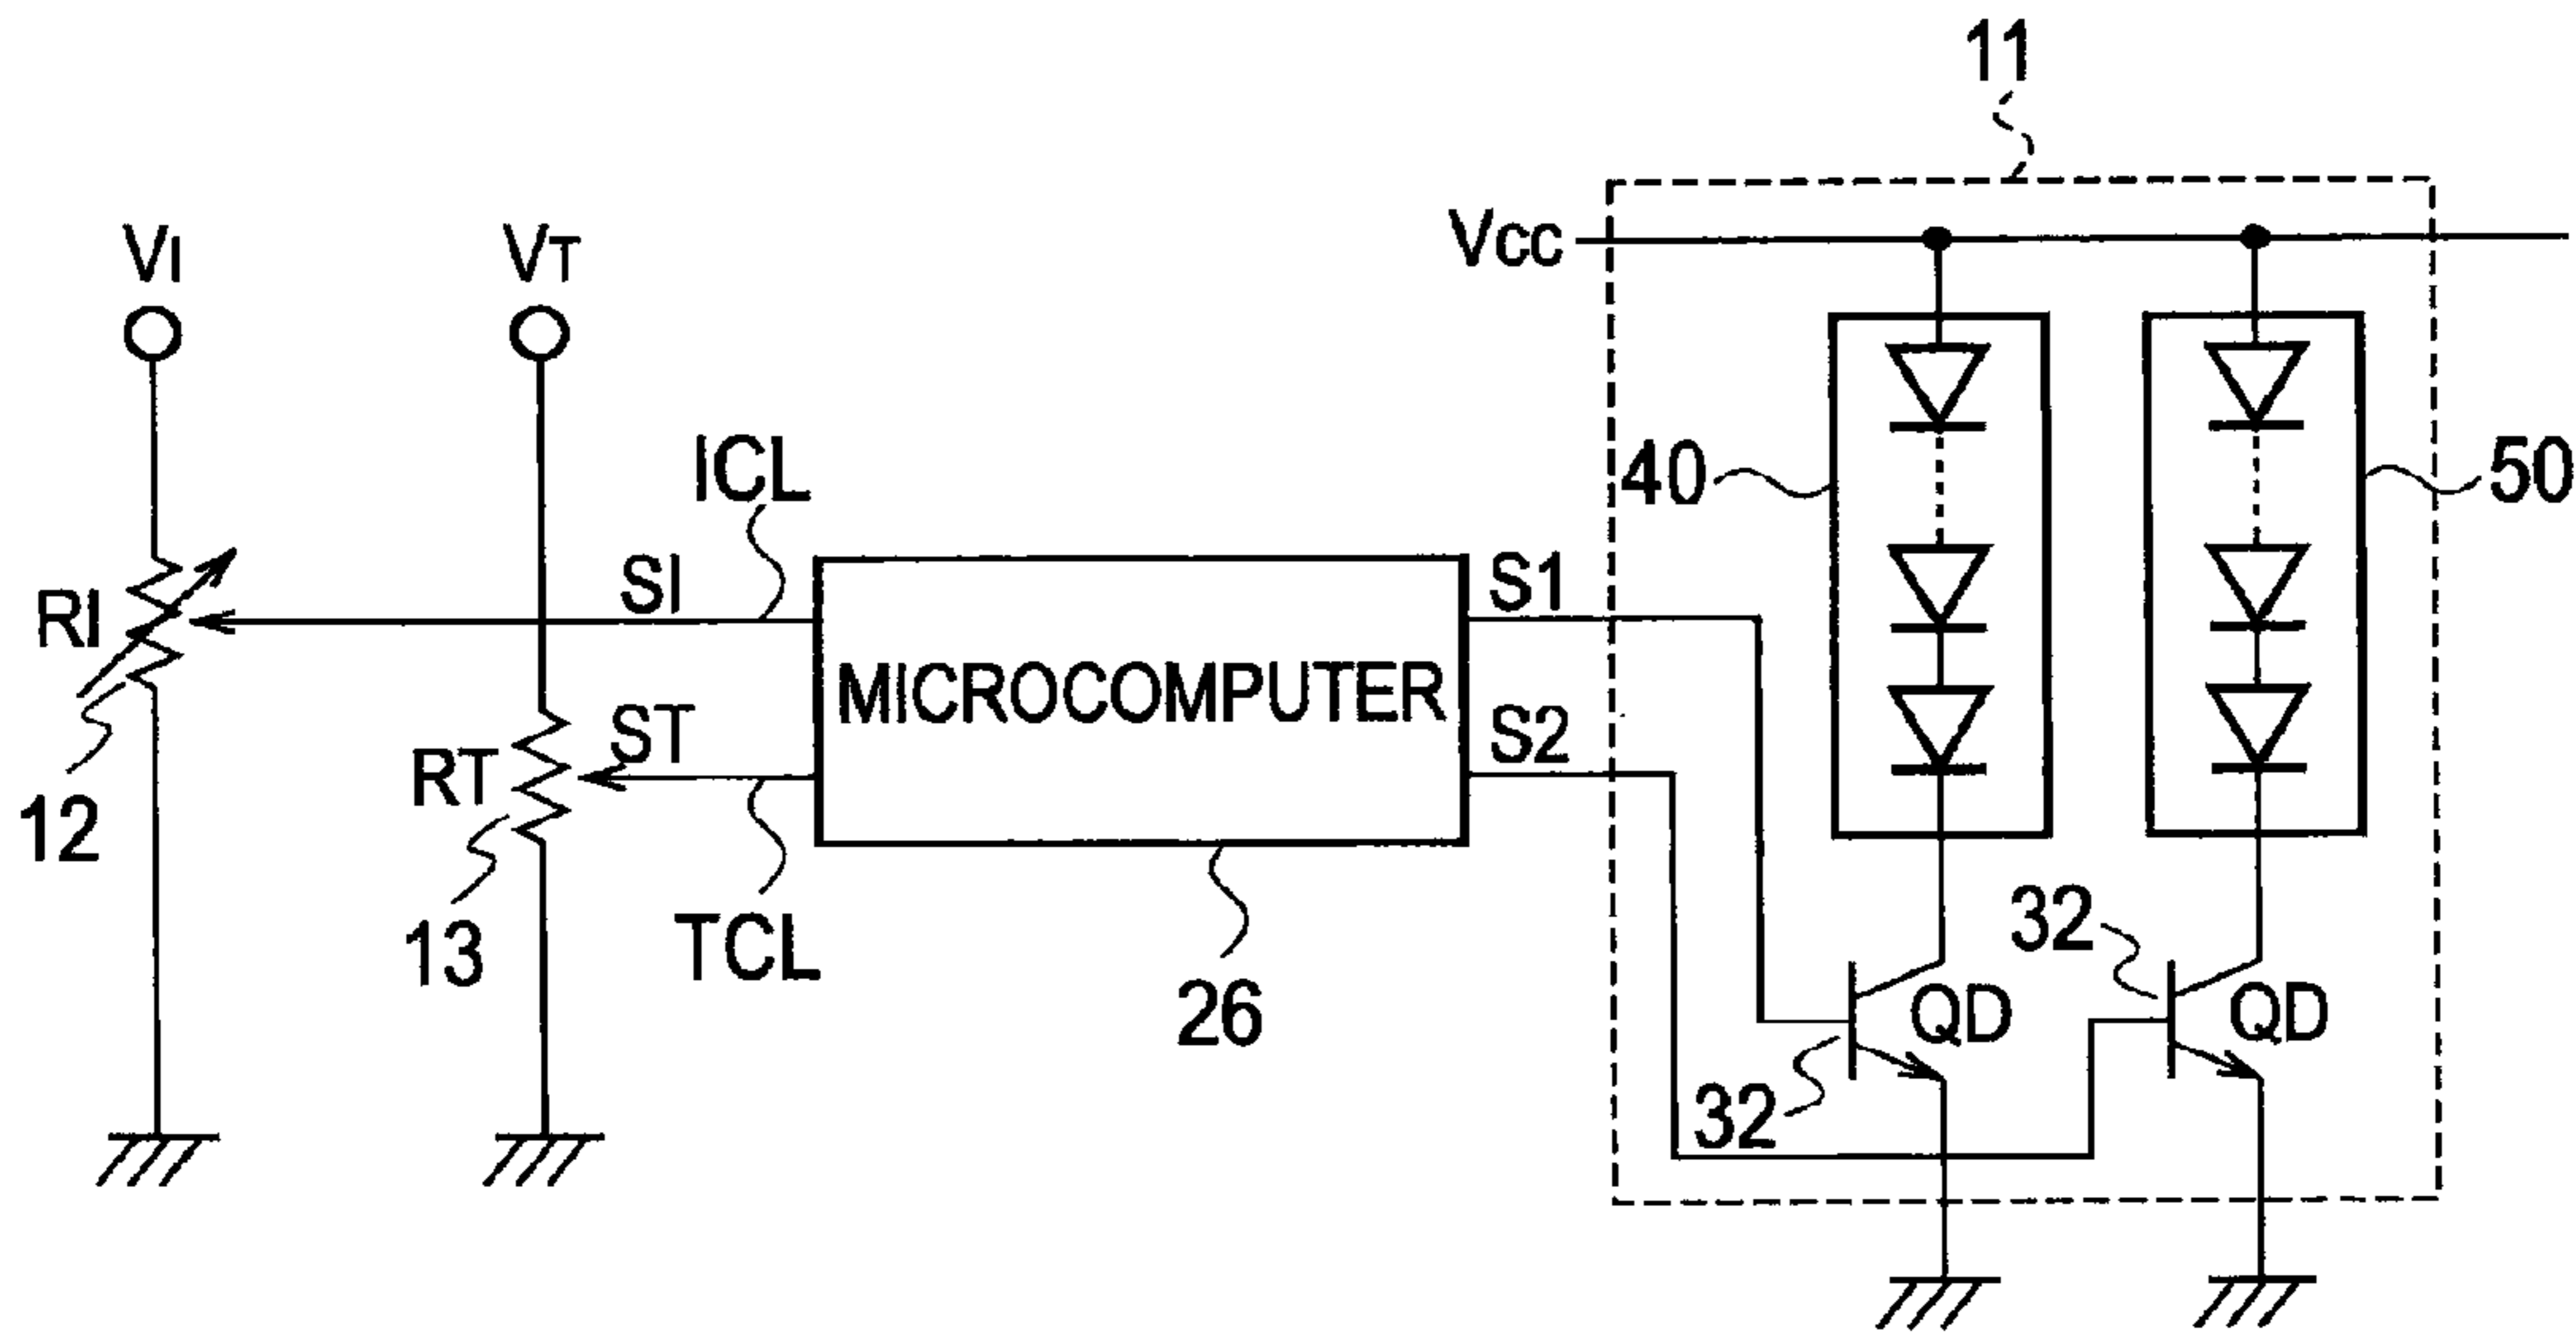 11
VI
VT
Vcc
ICL
40
50
SI
S1
RI
MICROCOMPUTER
ST
S2
RT
12
13
TCL
32
26
QD
QD
32